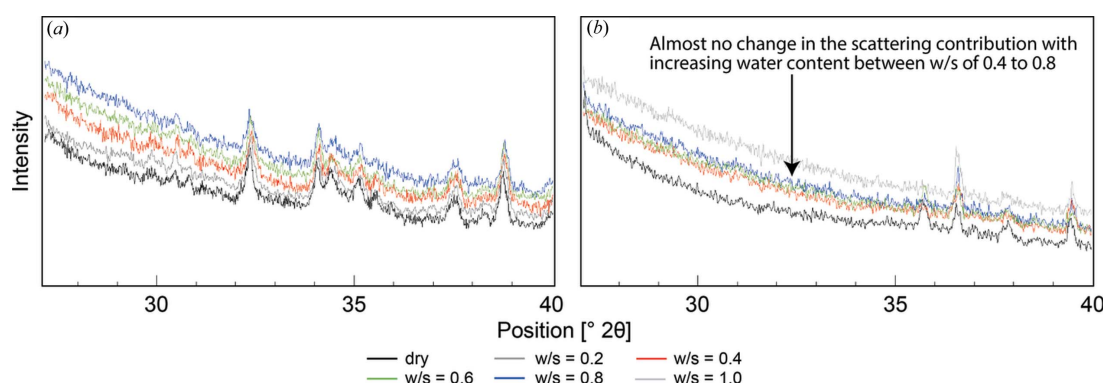 (a)
(b)
Almost no change in the scattering contribution with
increasing water content between w/s of 0.4 to 0.8
Intensity
30 35 40 30 35 40
Position [° 2θ]
dry w/s = 0.2 w/s = 0.4
w/s = 0.6 w/s = 0.8 w/s = 1.0